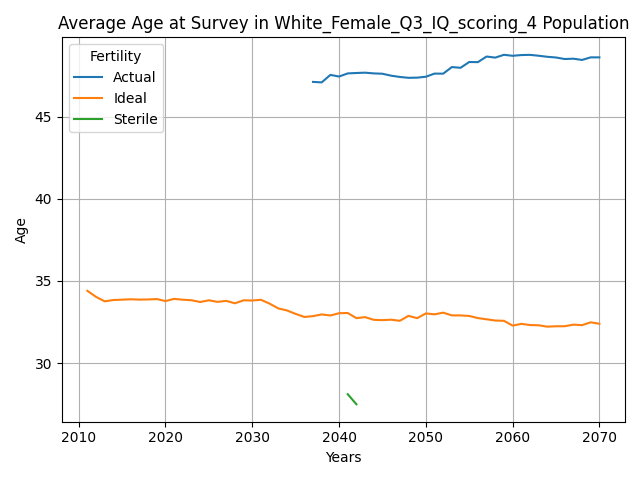 Average Age at Survey in White_Female_Q3_IQ_scoring_4 Population
Fertility
Actual
Ideal
Sterile
Age
45
40
35
30
2010 2020 2030 2040 2050 2060 2070
Years